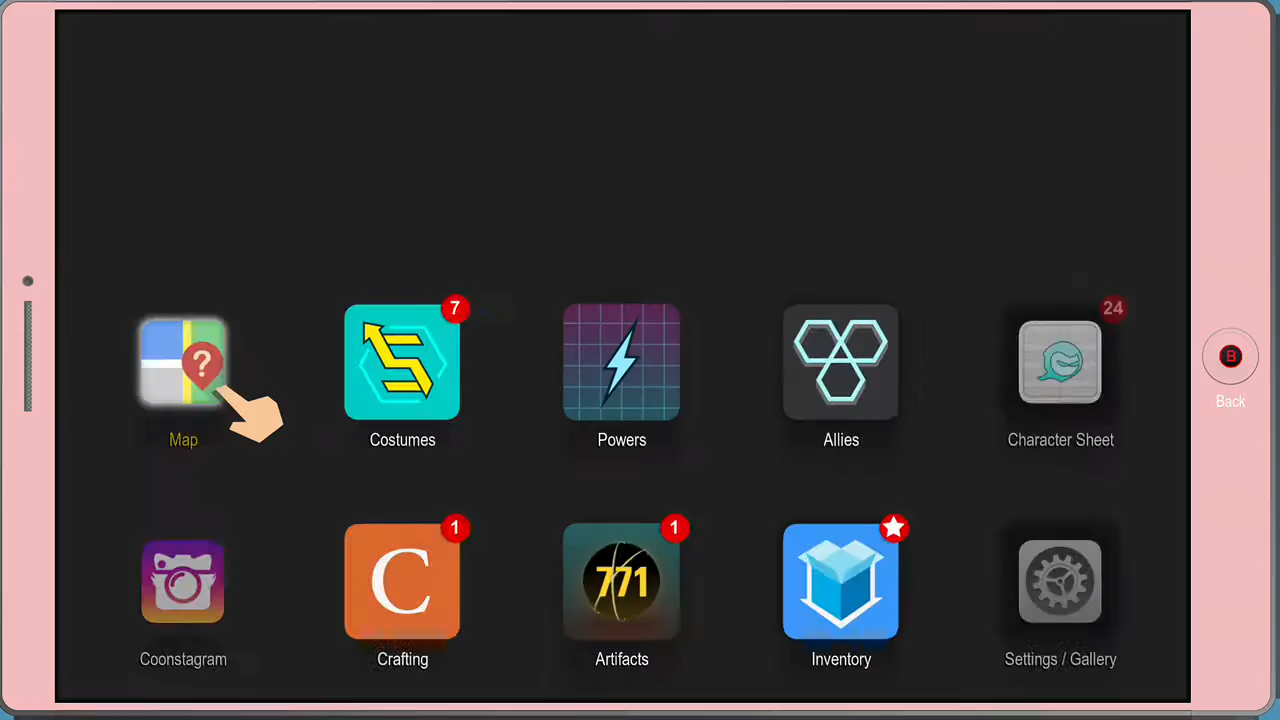 7
24
?
B
Back
Map
Costumes
Powers
Allies
Character Sheet
1
1
C
771
Coonstagram
Crafting
Artifacts
Inventory
Settings / Gallery